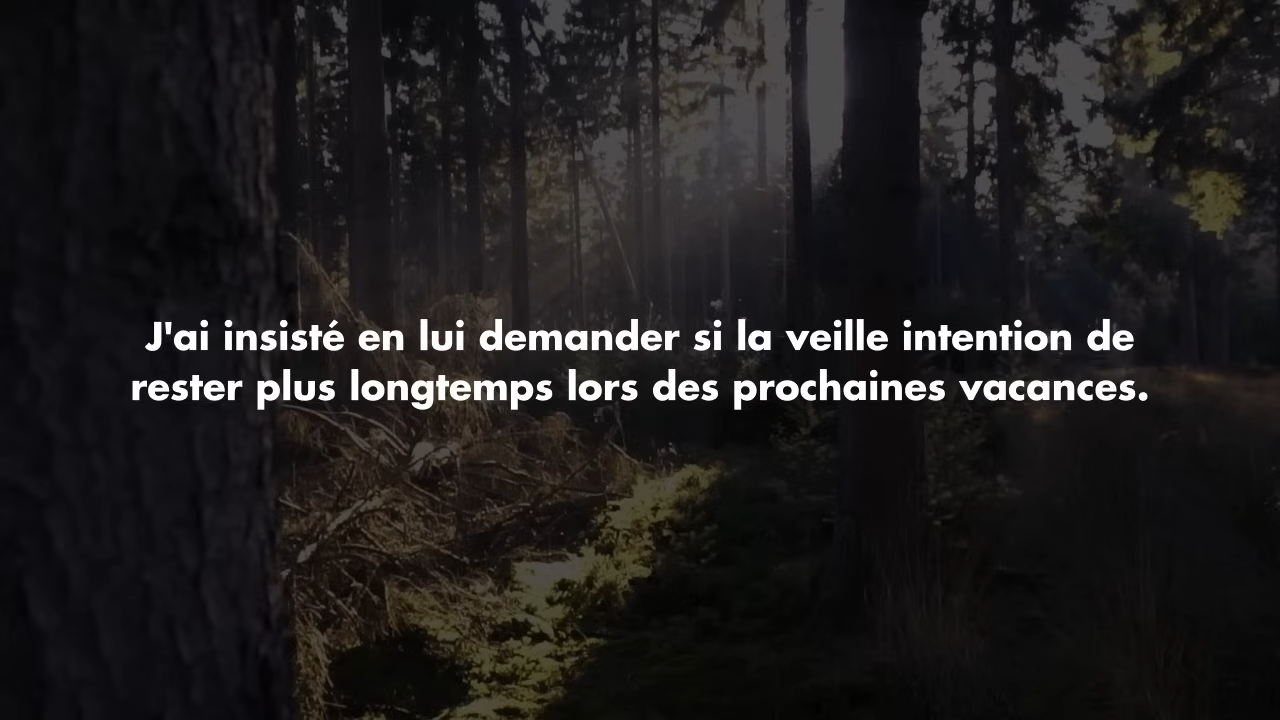 J'ai insisté en lui demander si la veille intention de
rester plus longtemps lors des prochaines vacances.